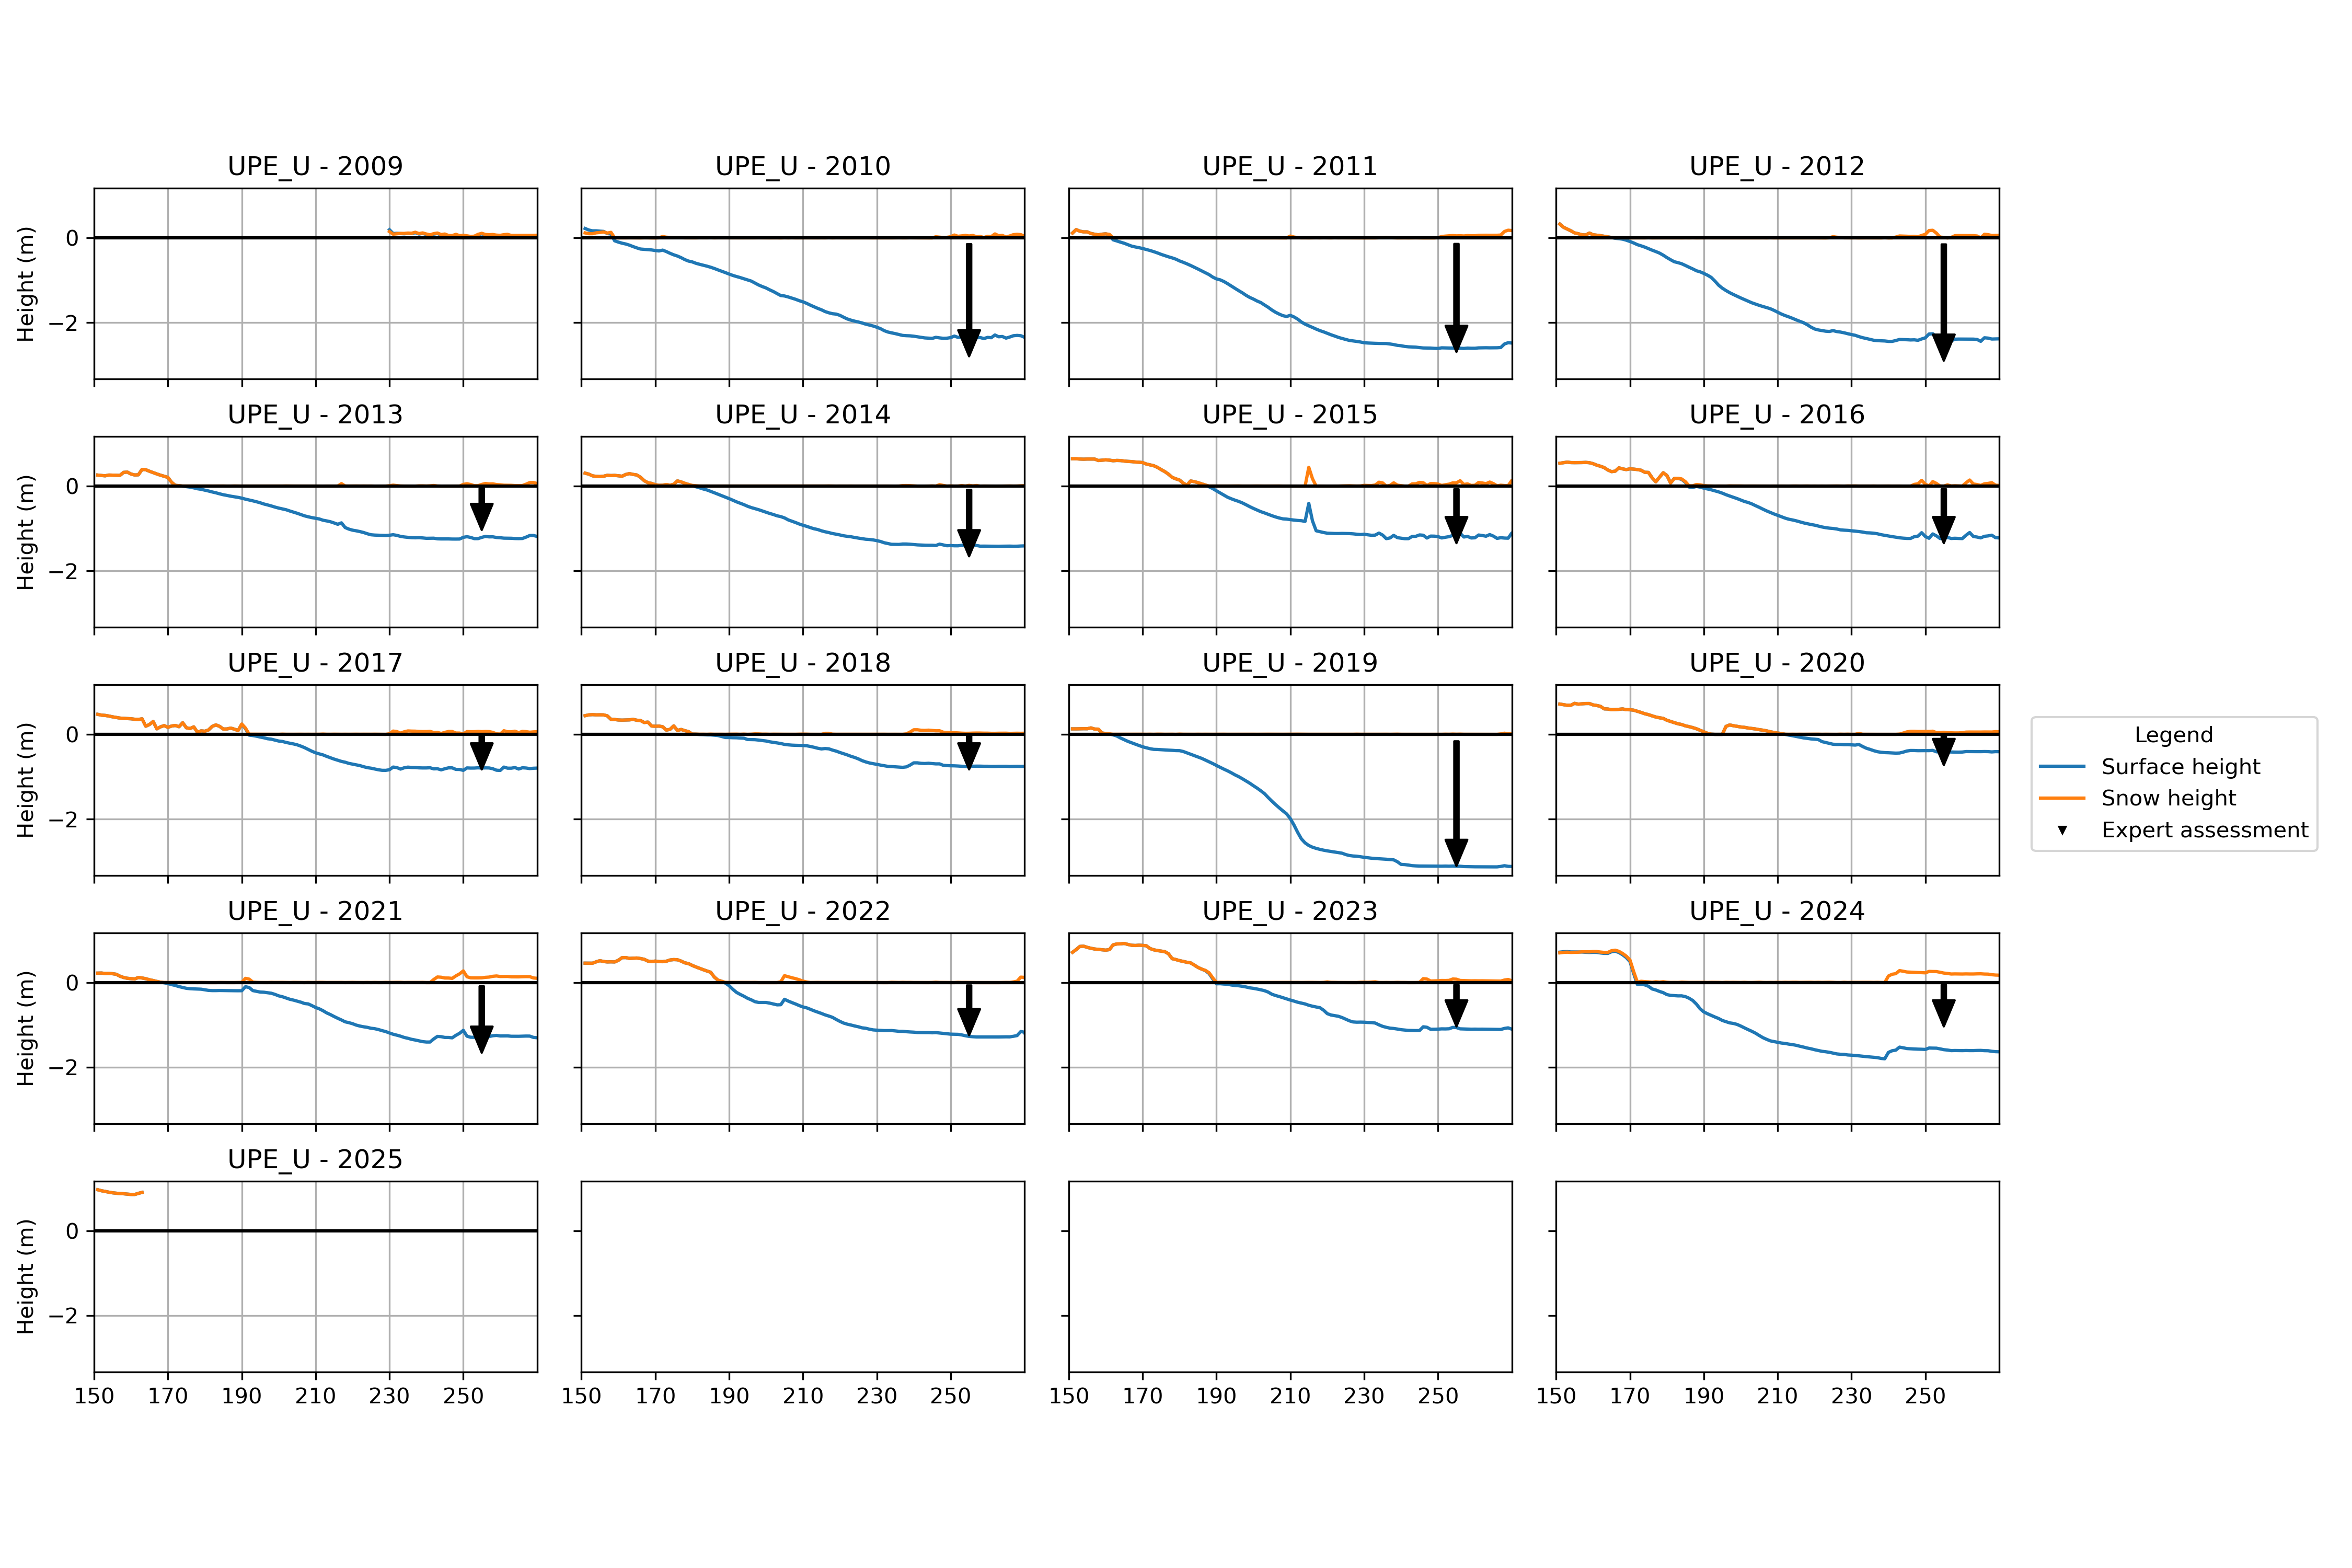 UPE_U - 2009
UPE_U - 2010
UPE_U - 2011
UPE_U - 2012
Height (m)
0
−2
UPE_U - 2013
UPE_U - 2014
UPE_U - 2015
UPE_U - 2016
Height (m)
0
−2
UPE_U - 2017
UPE_U - 2018
UPE_U - 2019
UPE_U - 2020
Height (m)
0
−2
Legend
Surface height
Snow height
Expert assessment
UPE_U - 2021
UPE_U - 2022
UPE_U - 2023
UPE_U - 2024
Height (m)
0
−2
UPE_U - 2025
Height (m)
0
−2
150 170 190 210 230 250
150 170 190 210 230 250
150 170 190 210 230 250
150 170 190 210 230 250